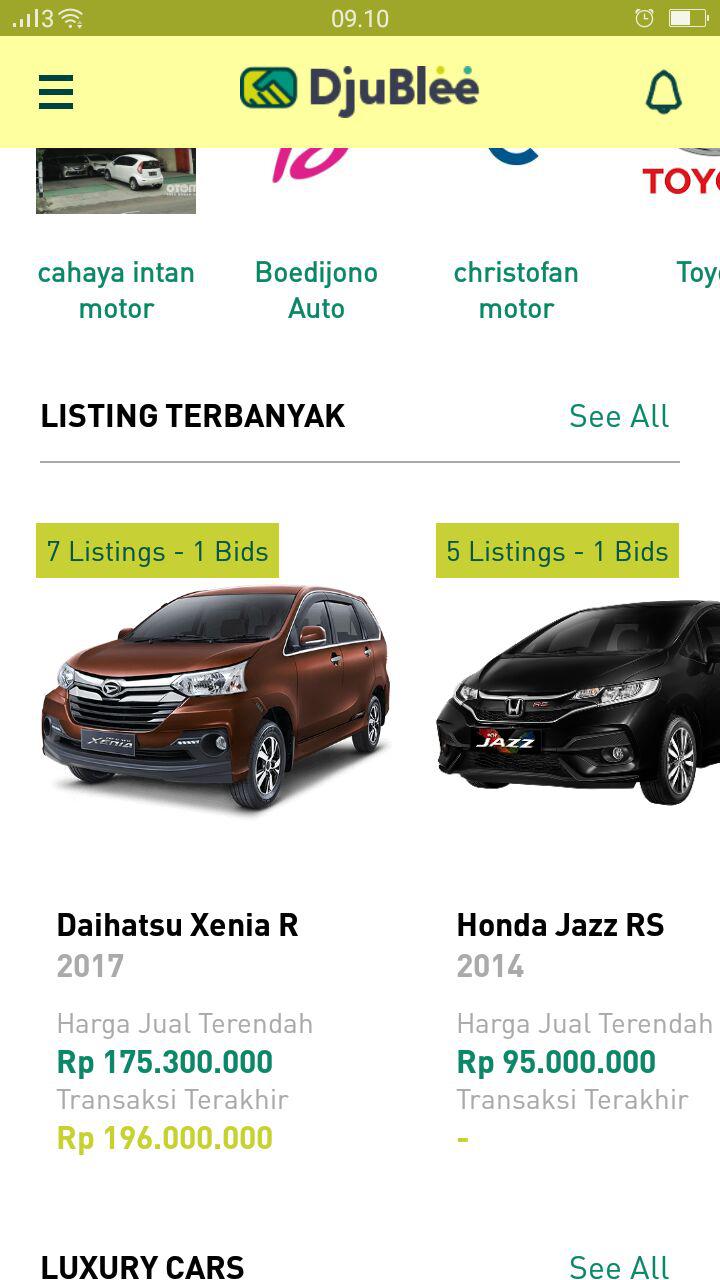 3
09.10
DjuBlee
OTOM
TOYO
cahaya intan motor
Boedijono Auto
christofan motor
Toyo
LISTING TERBANYAK
See All
7 Listings - 1 Bids
5 Listings - 1 Bids
XENIA
RS
JAZZ
Daihatsu Xenia R
2017
Harga Jual Terendah
Rp 175.300.000
Transaksi Terakhir
Rp 196.000.000
Honda Jazz RS
2014
Harga Jual Terendah
Rp 95.000.000
Transaksi Terakhir
-
LUXURY CARS
See All